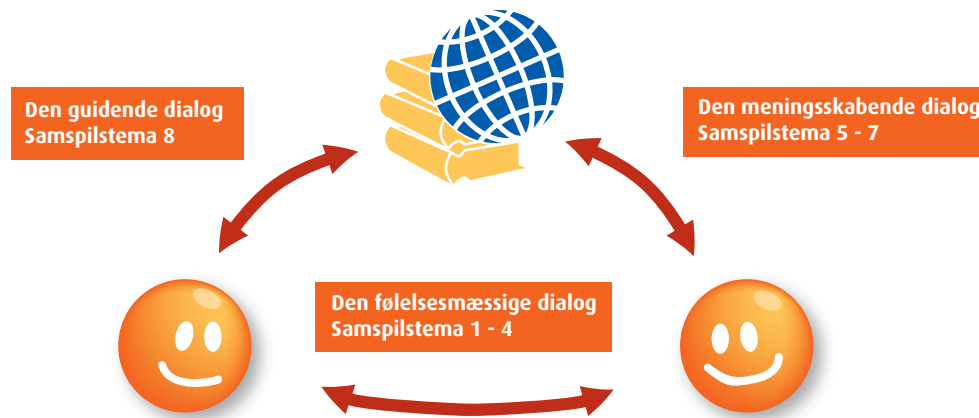 Den guidende dialog
Samspilstema 8
Den meningsskabende dialog
Samspilstema 5 - 7
Den følelsesmæssige dialog
Samspilstema 1 - 4